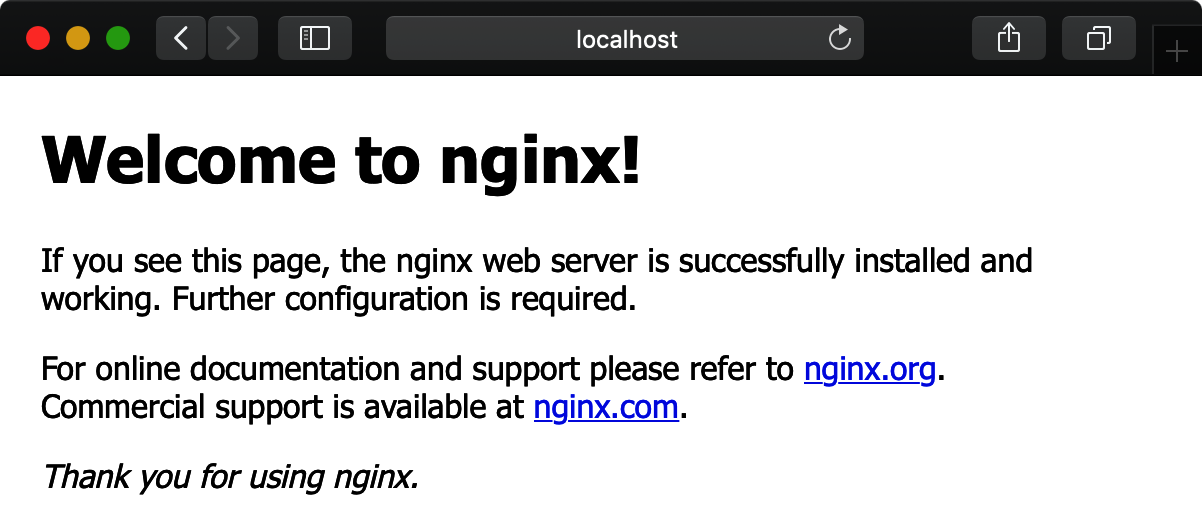 localhost
Welcome to nginx!
If you see this page, the nginx web server is successfully installed and
working. Further configuration is required.
For online documentation and support please refer to nginx.org.
Commercial support is available at nginx.com.
Thank you for using nginx.